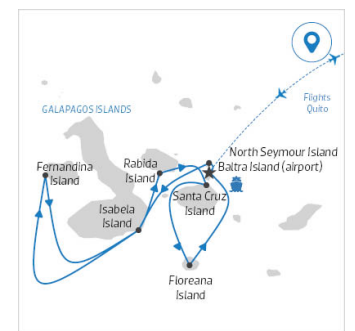 GALAPAGOS ISLANDS
Flights
Quito
North Seymour Island
Baltra Island (airport)
Fernandina
Island
Rabida
Island
Santa Cruz
Island
Isabela
Island
Floreana
Island